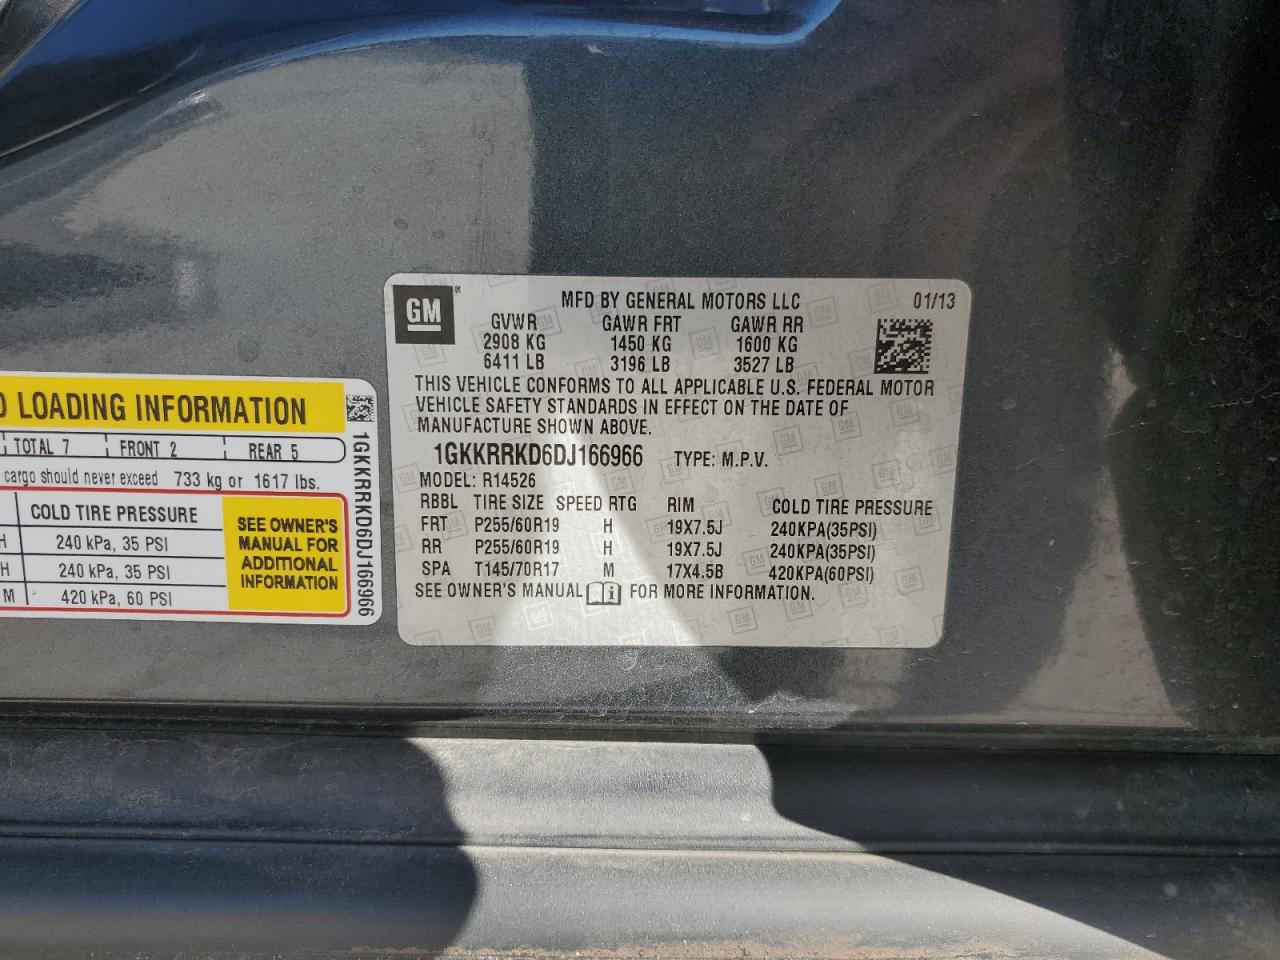 GM
MFD BY GENERAL MOTORS LLC 01/13
GVWR GAWR FRT GAWR RR
2908 KG 1450 KG 1600 KG
6411 LB 3196 LB 3527 LB
THIS VEHICLE CONFORMS TO ALL APPLICABLE U.S. FEDERAL MOTOR
VEHICLE SAFETY STANDARDS IN EFFECT ON THE DATE OF
MANUFACTURE SHOWN ABOVE.
1GKKRRKD6DJ166966 TYPE: M.P.V.
MODEL: R14526
RBBL TIRE SIZE SPEED RTG RIM COLD TIRE PRESSURE
FRT P255/60R19 H 19X7.5J 240KPA(35PSI)
RR P255/60R19 H 19X7.5J 240KPA(35PSI)
SPA T145/70R17 M 17X4.5B 420KPA(60PSI)
SEE OWNER'S MANUAL FOR MORE INFORMATION.
LOADING INFORMATION
TOTAL 7 FRONT 2 REAR 5
cargo should never exceed 733 kg or 1617 lbs.
COLD TIRE PRESSURE
H 240 kPa, 35 PSI
H 240 kPa, 35 PSI
M 420 kPa, 60 PSI
SEE OWNER'S
MANUAL FOR
ADDITIONAL
INFORMATION
1GKKRRKD6DJ166966